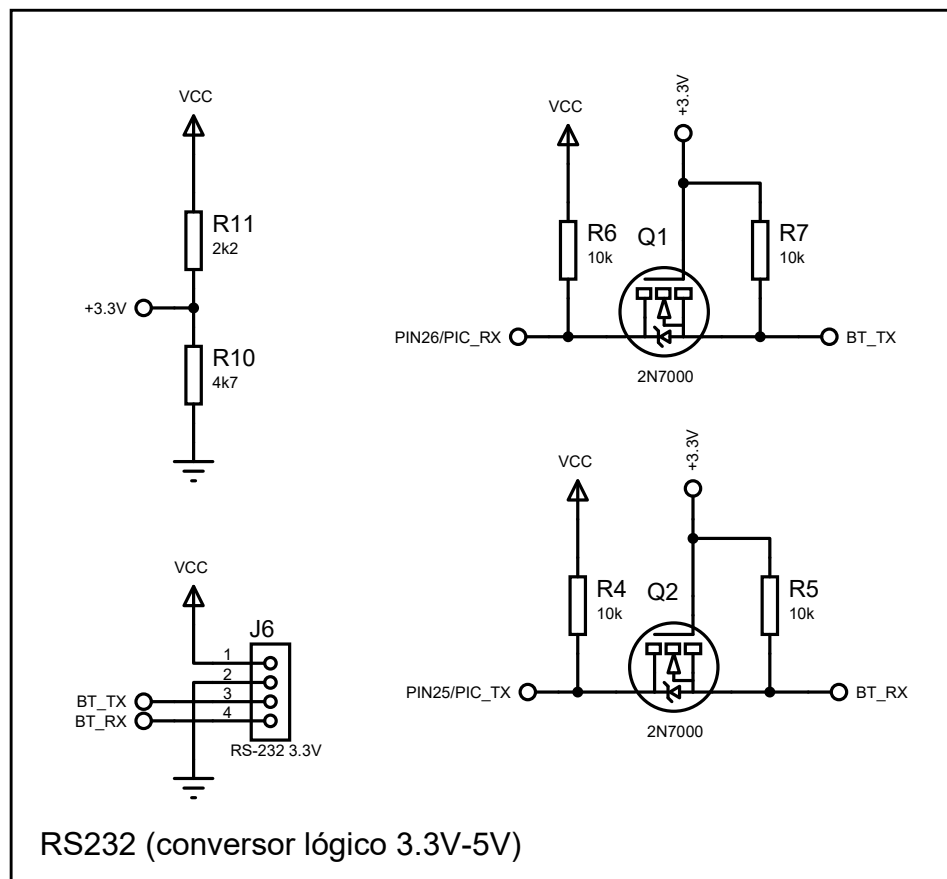 VCC
R11
2k2
+3.3V
R10
4k7
VCC
+3.3V
R6
10k
Q1
R7
10k
PIN26/PIC_RX
BT_TX
2N7000
VCC
+3.3V
R4
10k
Q2
R5
10k
PIN25/PIC_TX
BT_RX
2N7000
VCC
J6
1
2
BT_TX
3
BT_RX
4
RS-232 3.3V
RS232 (conversor lógico 3.3V-5V)